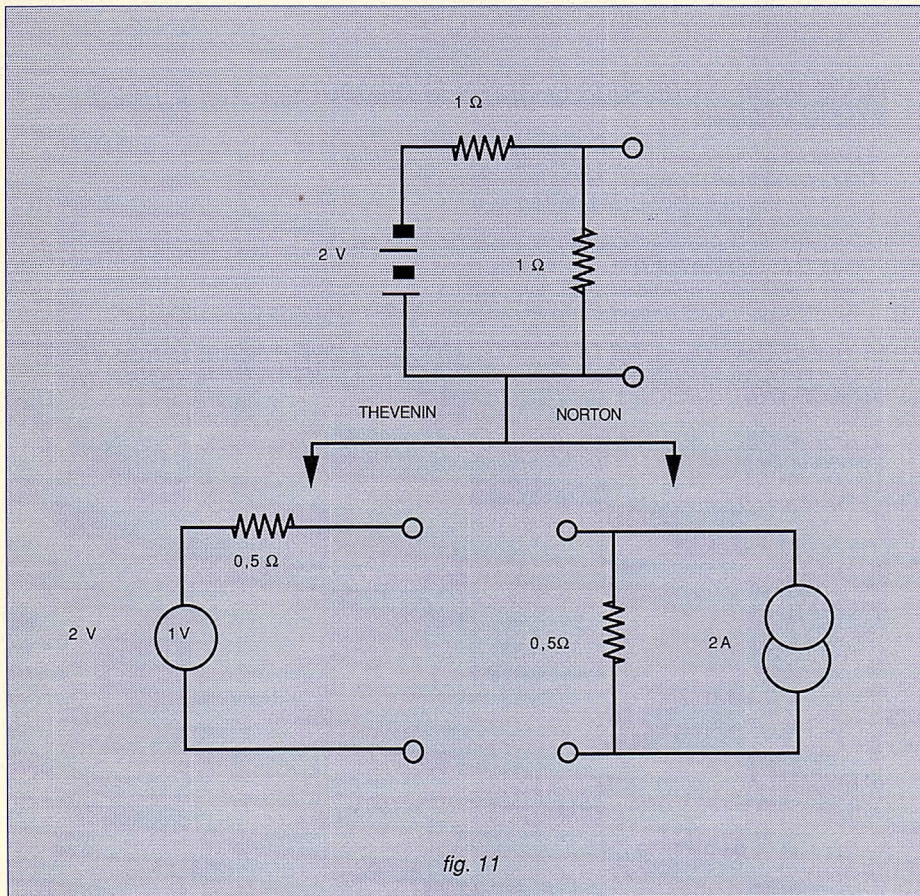 1 Ω
2 V
1 Ω
THEVENIN
NORTON
0,5 Ω
2 V
1V
0,5Ω
2A
fig. 11